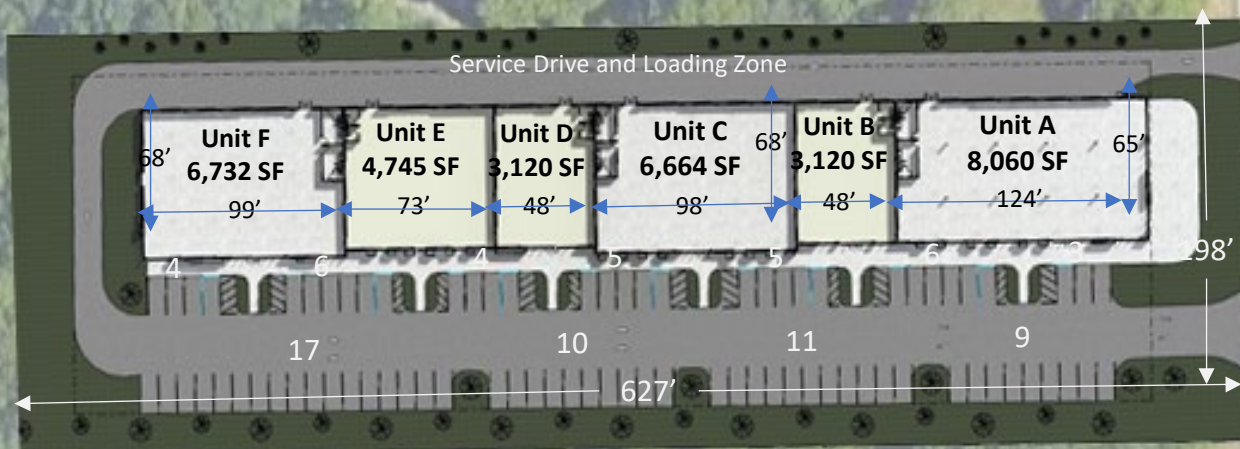 Service Drive and Loading Zone
Unit F
6,732 SF
Unit E
4,745 SF
Unit D
3,120 SF
Unit C
6,664 SF
Unit B
3,120 SF
Unit A
8,060 SF
68’
68’
65’
99’
73’
48’
98’
48’
124’
198’
4
6
4
5
5
6
3
17
10
11
9
627’